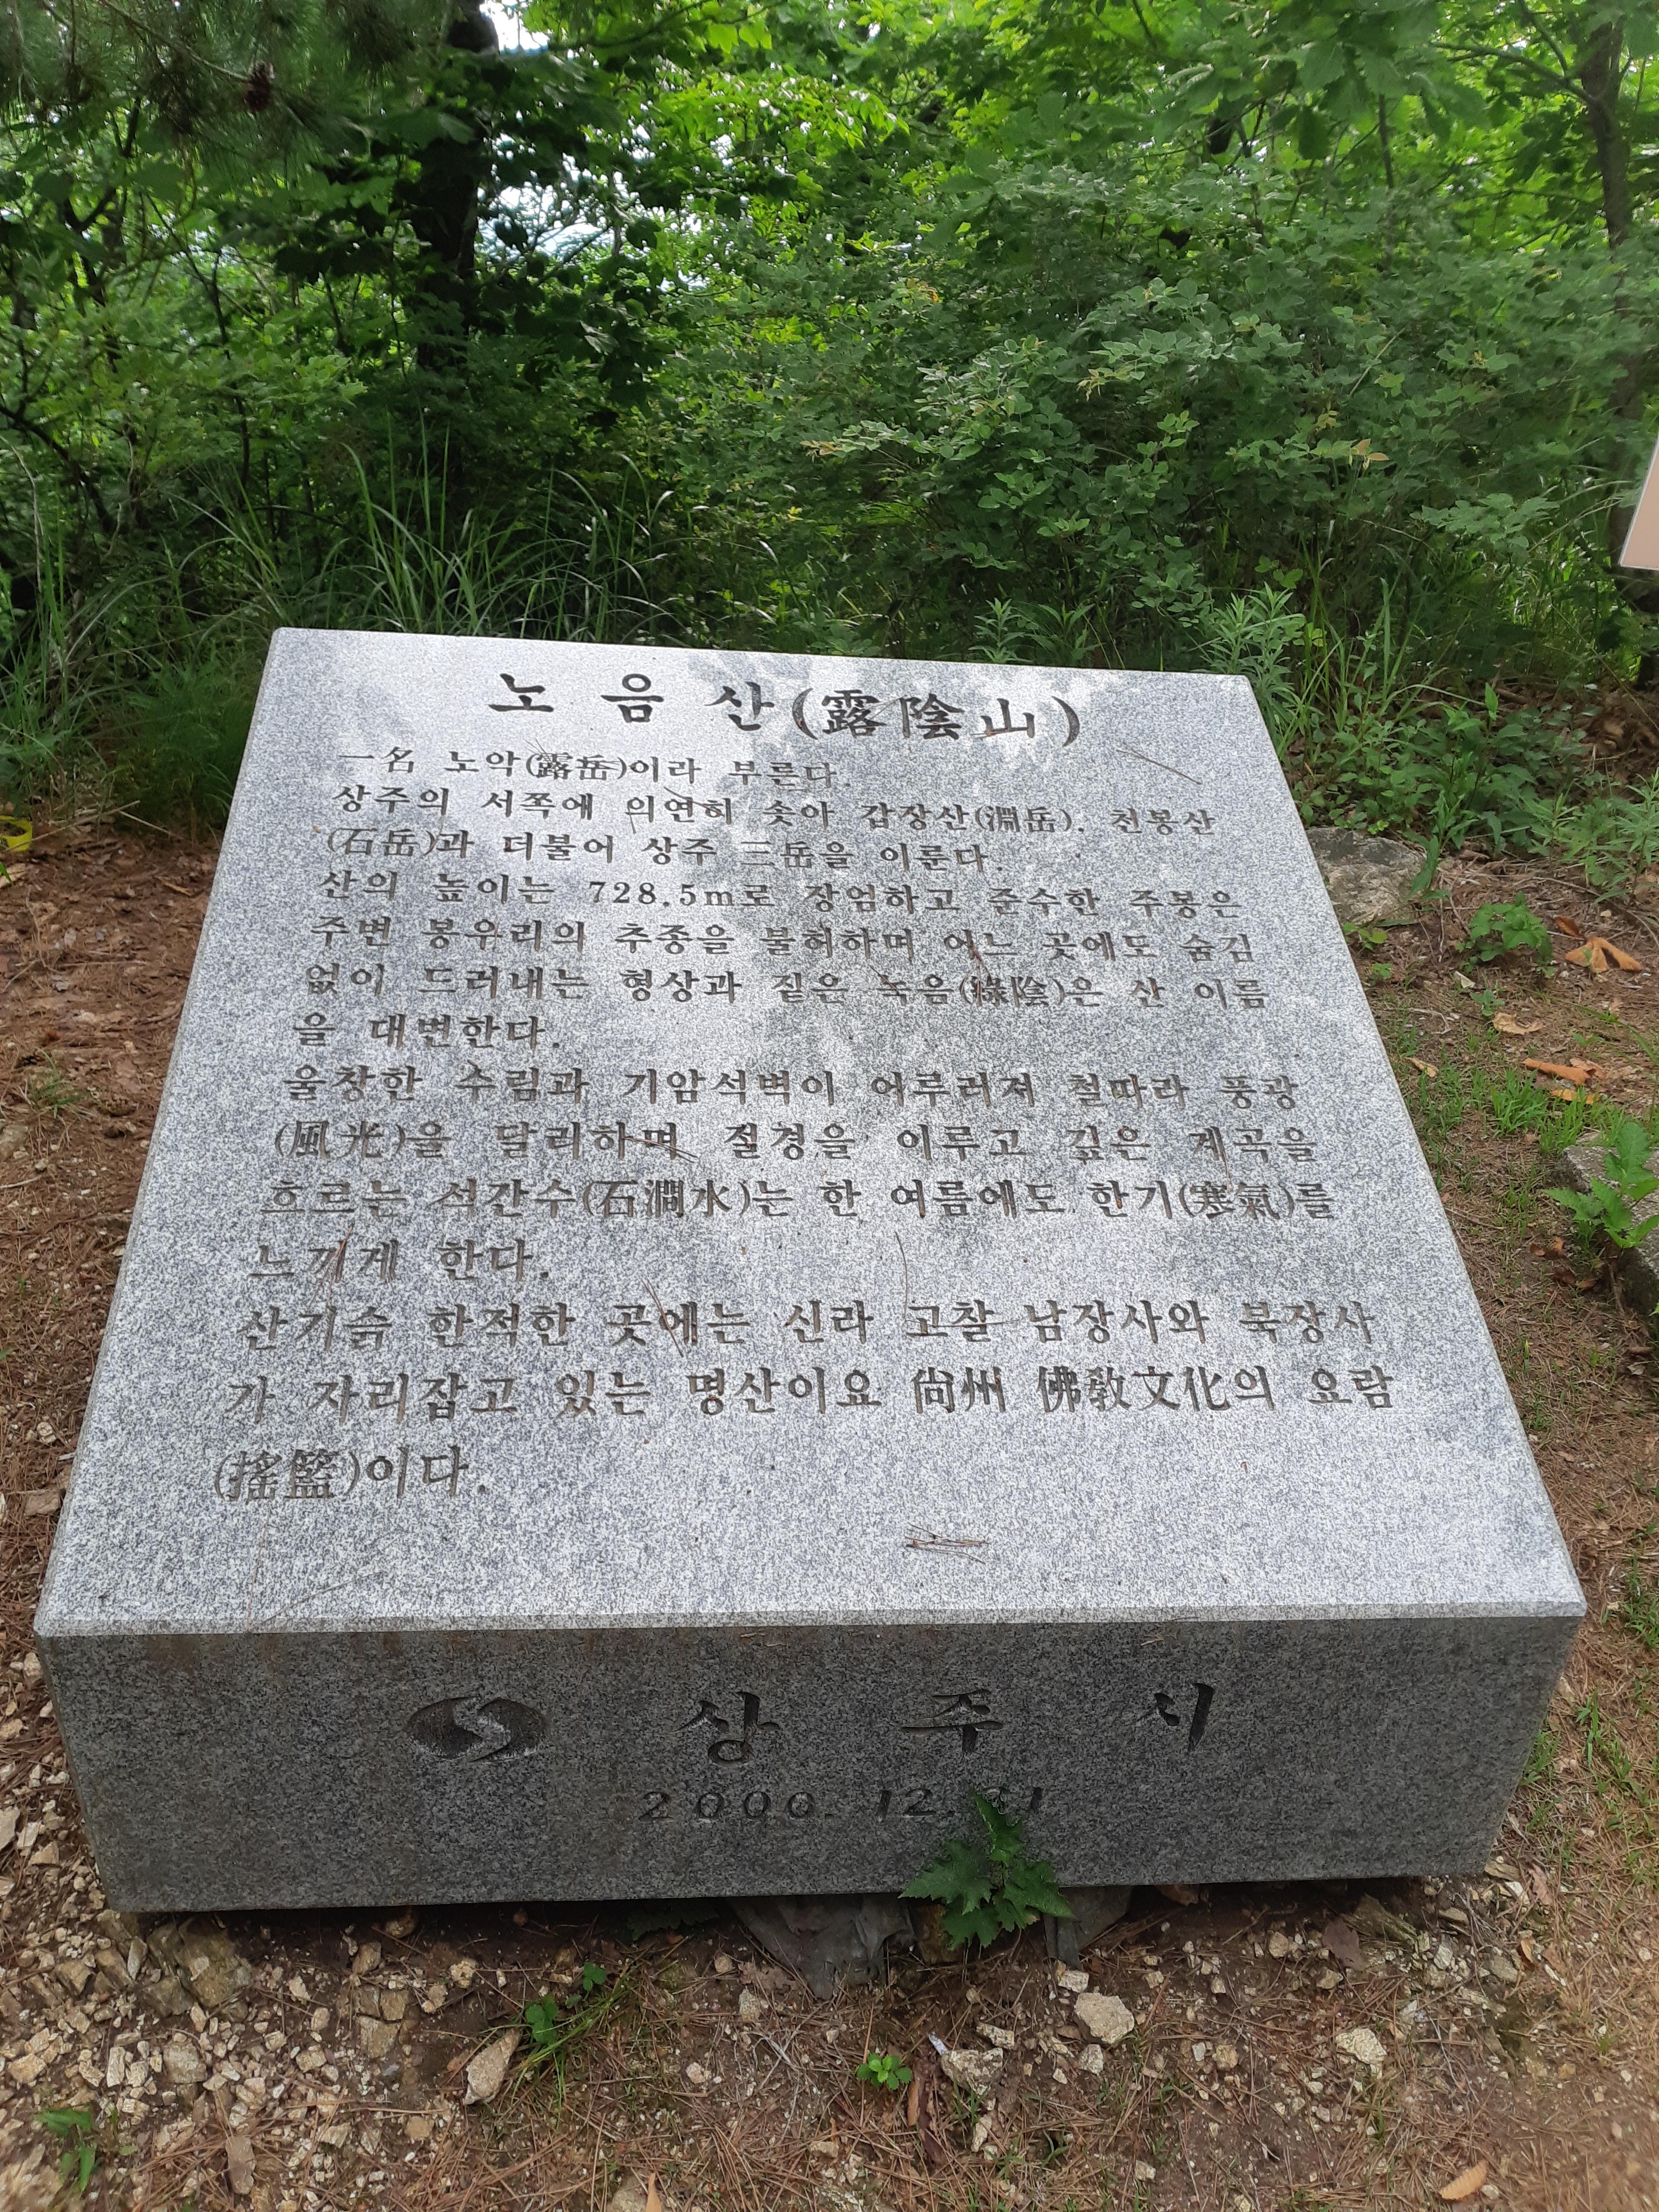 노음산(露陰山)
一名 노악(露岳)이라 부른다.
상주의 서쪽에 의연히 솟아 갑장산(淵岳). 천봉산
(石岳)과 더불어 상주 三岳을 이룬다.
산의 높이는 728.5m로 장엄하고 준수한 주봉은
주변 봉우리의 추종을 불허하며 어느 곳에도 숨김
없이 드러내는 형상과 짙은 녹음(綠陰)은 산 이름
을 대변한다.
울창한 수림과 기암석벽이 어루러져 철따라 풍광
(風光)을 달리하며 절경을 이루고 깊은 계곡을
흐르는 석간수(石澗水)는 한 여름에도 한기(寒氣)를
느끼게 한다.
산기슭 한적한 곳에는 신라 고찰 남장사와 북장사
가 자리잡고 있는 명산이요 尙州 佛敎文化의 요람
(搖籃)이다.
상주시
2000. 12. 31